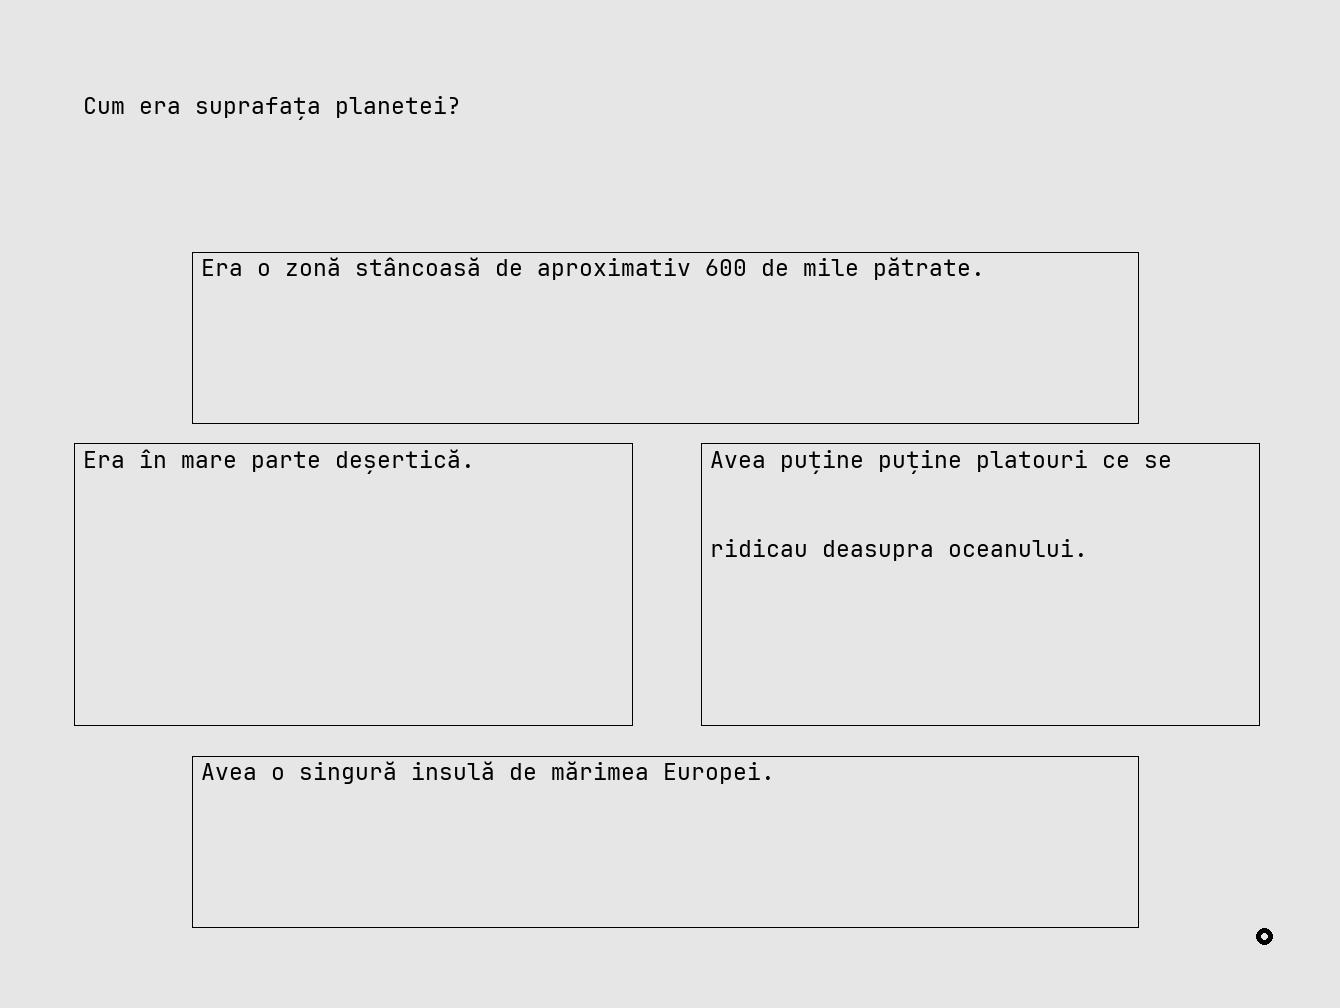 Cum era suprafața planetei?
Era o zonă stâncoasă de aproximativ 600 de mile pătrate.
Era în mare parte deșertică.
Avea puține puține platouri ce se
ridicau deasupra oceanului.
Avea o singură insulă de mărimea Europei.